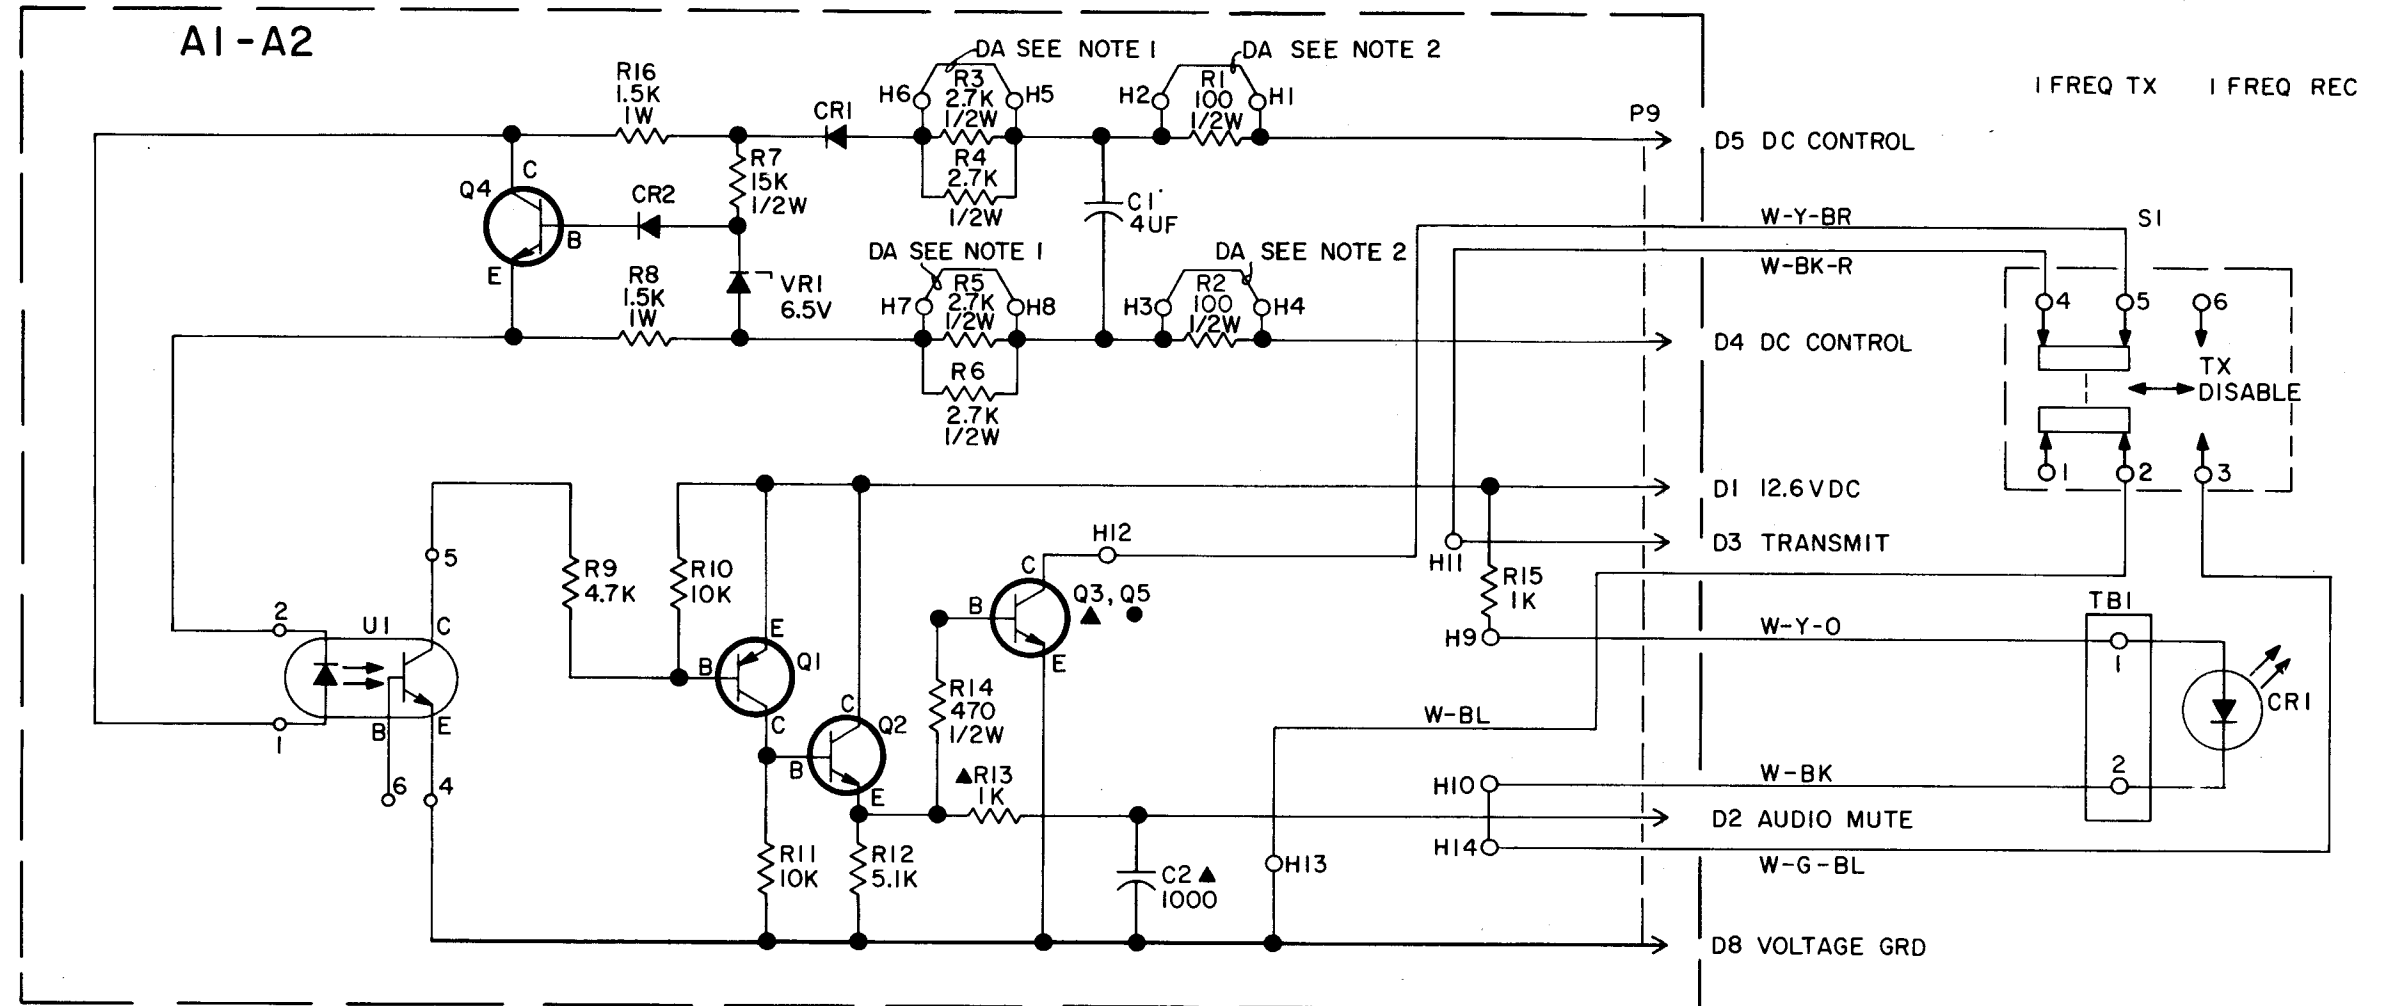 A1-A2
DA SEE NOTE 1
DA SEE NOTE 2
1 FREQ TX
1 FREQ REC
R16
1.5K
1W
CR1
H6
R3
2.7K
1/2W
H5
H2
R1
100
1/2W
H1
P9
D5 DC CONTROL
R4
2.7K
1/2W
C
Q4
B
E
CR2
R7
15K
1/2W
C1
4UF
W-Y-BR
S1
W-BK-R
DA SEE NOTE 1
DA SEE NOTE 2
R8
1.5K
1W
VR1
6.5V
H7
R5
2.7K
1/2W
H8
H3
R2
100
1/2W
H4
D4 DC CONTROL
R6
2.7K
1/2W
4
5
6
TX
DISABLE
1
2
3
D1 12.6VDC
H12
H11
D3 TRANSMIT
5
R9
4.7K
R10
10K
C
B
E
Q3, Q5
R15
1K
H9
W-Y-O
TB1
1
2
CR1
2
U1
C
B
E
1
6
4
E
B
Q1
C
C
Q2
B
E
R14
470
1/2W
R13
1K
W-BL
H10
W-BK
D2 AUDIO MUTE
H14
W-G-BL
R11
10K
R12
5.1K
C2
1000
H13
D8 VOLTAGE GRD